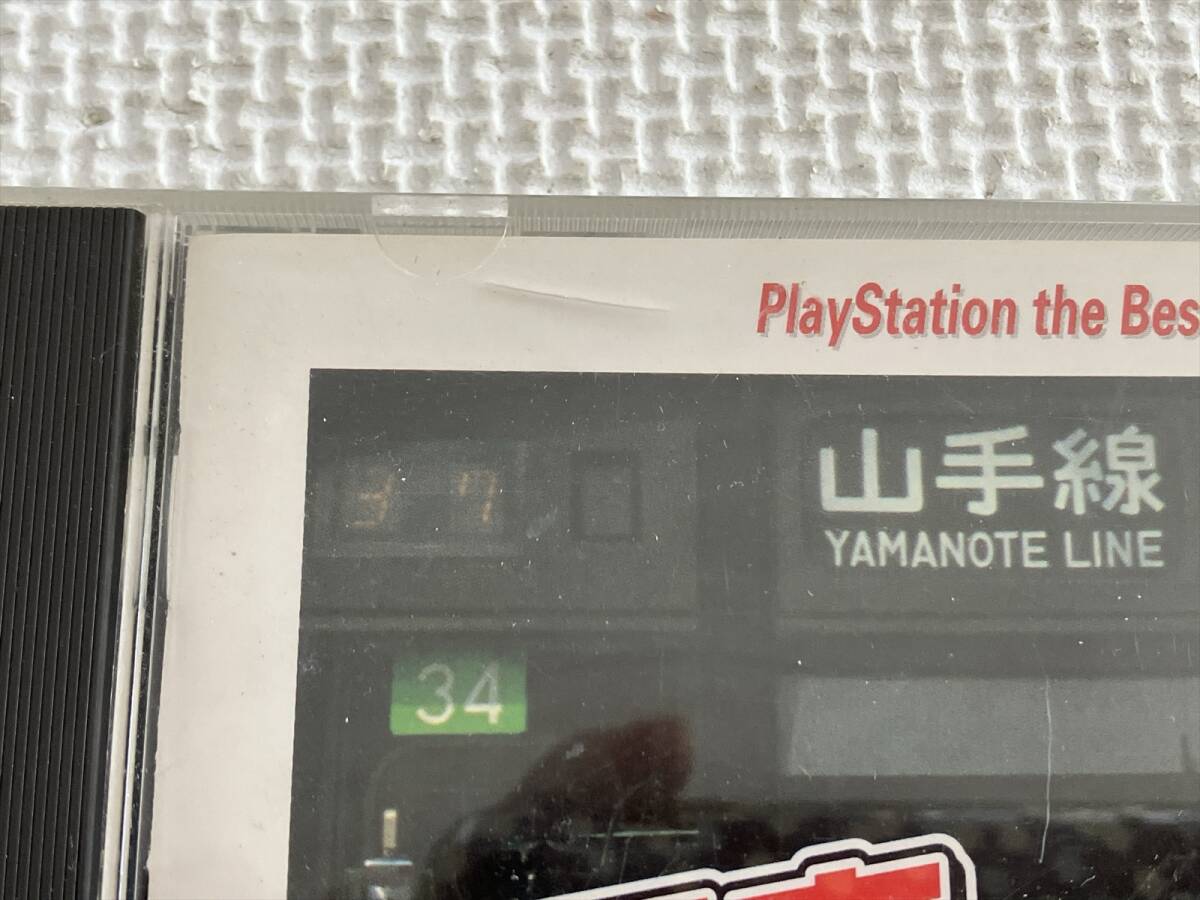 PlayStation the Bes
山手線
YAMANOTE LINE
34